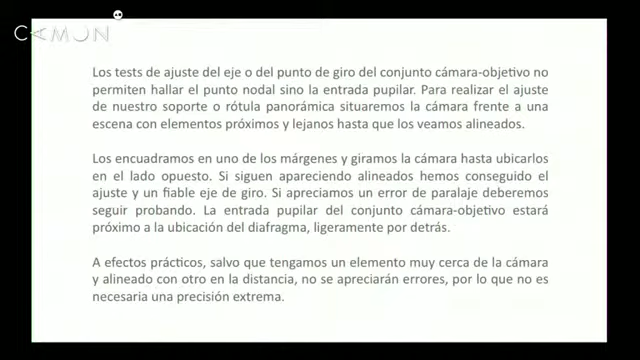 CAMON
Los tests de ajuste del eje o del punto de giro del conjunto cámara-objetivo no
permiten hallar el punto nodal sino la entrada pupilar. Para realizar el ajuste
de nuestro soporte o rótula panorámica situaremos la cámara frente a una
escena con elementos próximos y lejanos hasta que los veamos alineados.
Los encuadramos en uno de los márgenes y giramos la cámara hasta ubicarlos
en el lado opuesto. Si siguen apareciendo alineados hemos conseguido el
ajuste y un fiable eje de giro. Si apreciamos un error de paralaje deberemos
seguir probando. La entrada pupilar del conjunto cámara-objetivo estará
próximo a la ubicación del diafragma, ligeramente por detrás.
A efectos prácticos, salvo que tengamos un elemento muy cerca de la cámara
y alineado con otro en la distancia, no se apreciarán errores, por lo que no es
necesaria una precisión extrema.